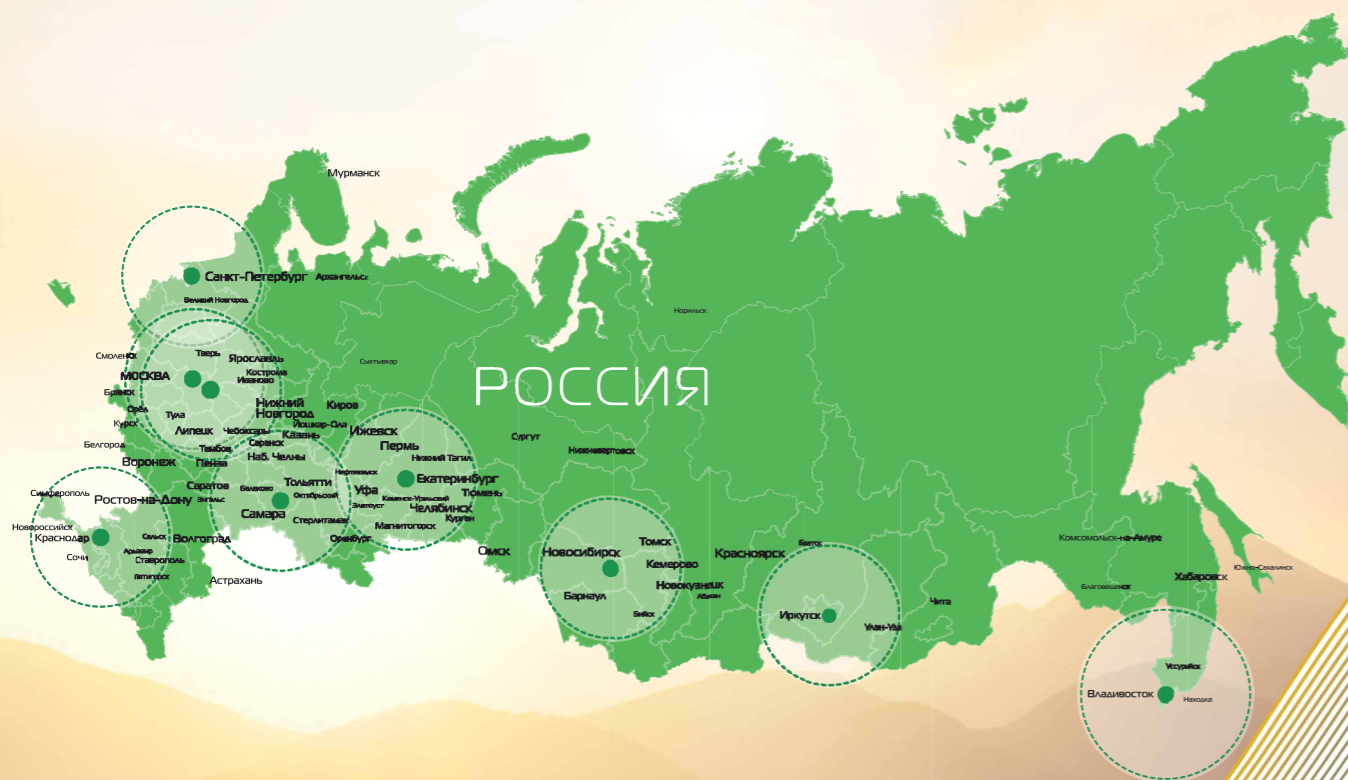 Мурманск
Санкт-Петербург
Архангельск
Великий Новгород
Норильск
Смоленск
Тверь
Ярославль
Сыктывкар
МОСКВА
Кострома
Иваново
РОССИЯ
Брянск
Орёл
Тула
Нижний
Новгород
Киров
Курск
Липецк
Чебоксары
Йошкар-Ола
Казань
Ижевск
Сургут
Белгород
Тамбов
Саранск
Пермь
Нижневартовск
Воронеж
Пенза
Наб. Челны
Нижний Тагил
Нефтекамск
Екатеринбург
Симферополь
Ростов-на-Дону
Саратов
Энгельс
Балаково
Тольятти
Октябрьский
Уфа
Каменск-Уральский
Тюмень
Златоуст
Челябинск
Самара
Стерлитамак
Магнитогорск
Курган
Новороссийск
Краснодар
Сальск
Волгоград
Оренбург
Сочи
Армавир
Ставрополь
Пятигорск
Астрахань
Омск
Новосибирск
Томск
Кемерово
Красноярск
Братск
Новокузнецк
Абакан
Барнаул
Бийск
Иркутск
Улан-Удэ
Чита
Комсомольск-на-Амуре
Благовещенск
Хабаровск
Южно-Сахалинск
Уссурийск
Владивосток
Находка